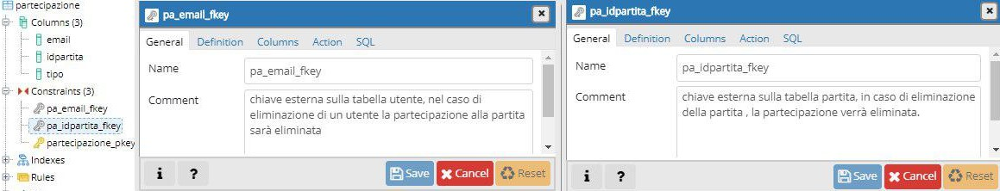 partecipazione
Columns (3)
email
idpartita
tipo
Constraints (3)
pa_email_fkey
pa_idpartita_fkey
partecipazione_pkey
Indexes
Rules
pa_email_fkey
General Definition Columns Action SQL
Name pa_email_fkey
Comment chiave esterna sulla tabella utente, nel caso di
eliminazione di un utente la partecipazione alla partita
sarà eliminata
i ? Save Cancel Reset
pa_idpartita_fkey
General Definition Columns Action SQL
Name pa_idpartita_fkey
Comment chiave esterna sulla tabella partita, in caso di eliminazione
della partita , la partecipazione verrà eliminata.
i ? Save Cancel Reset